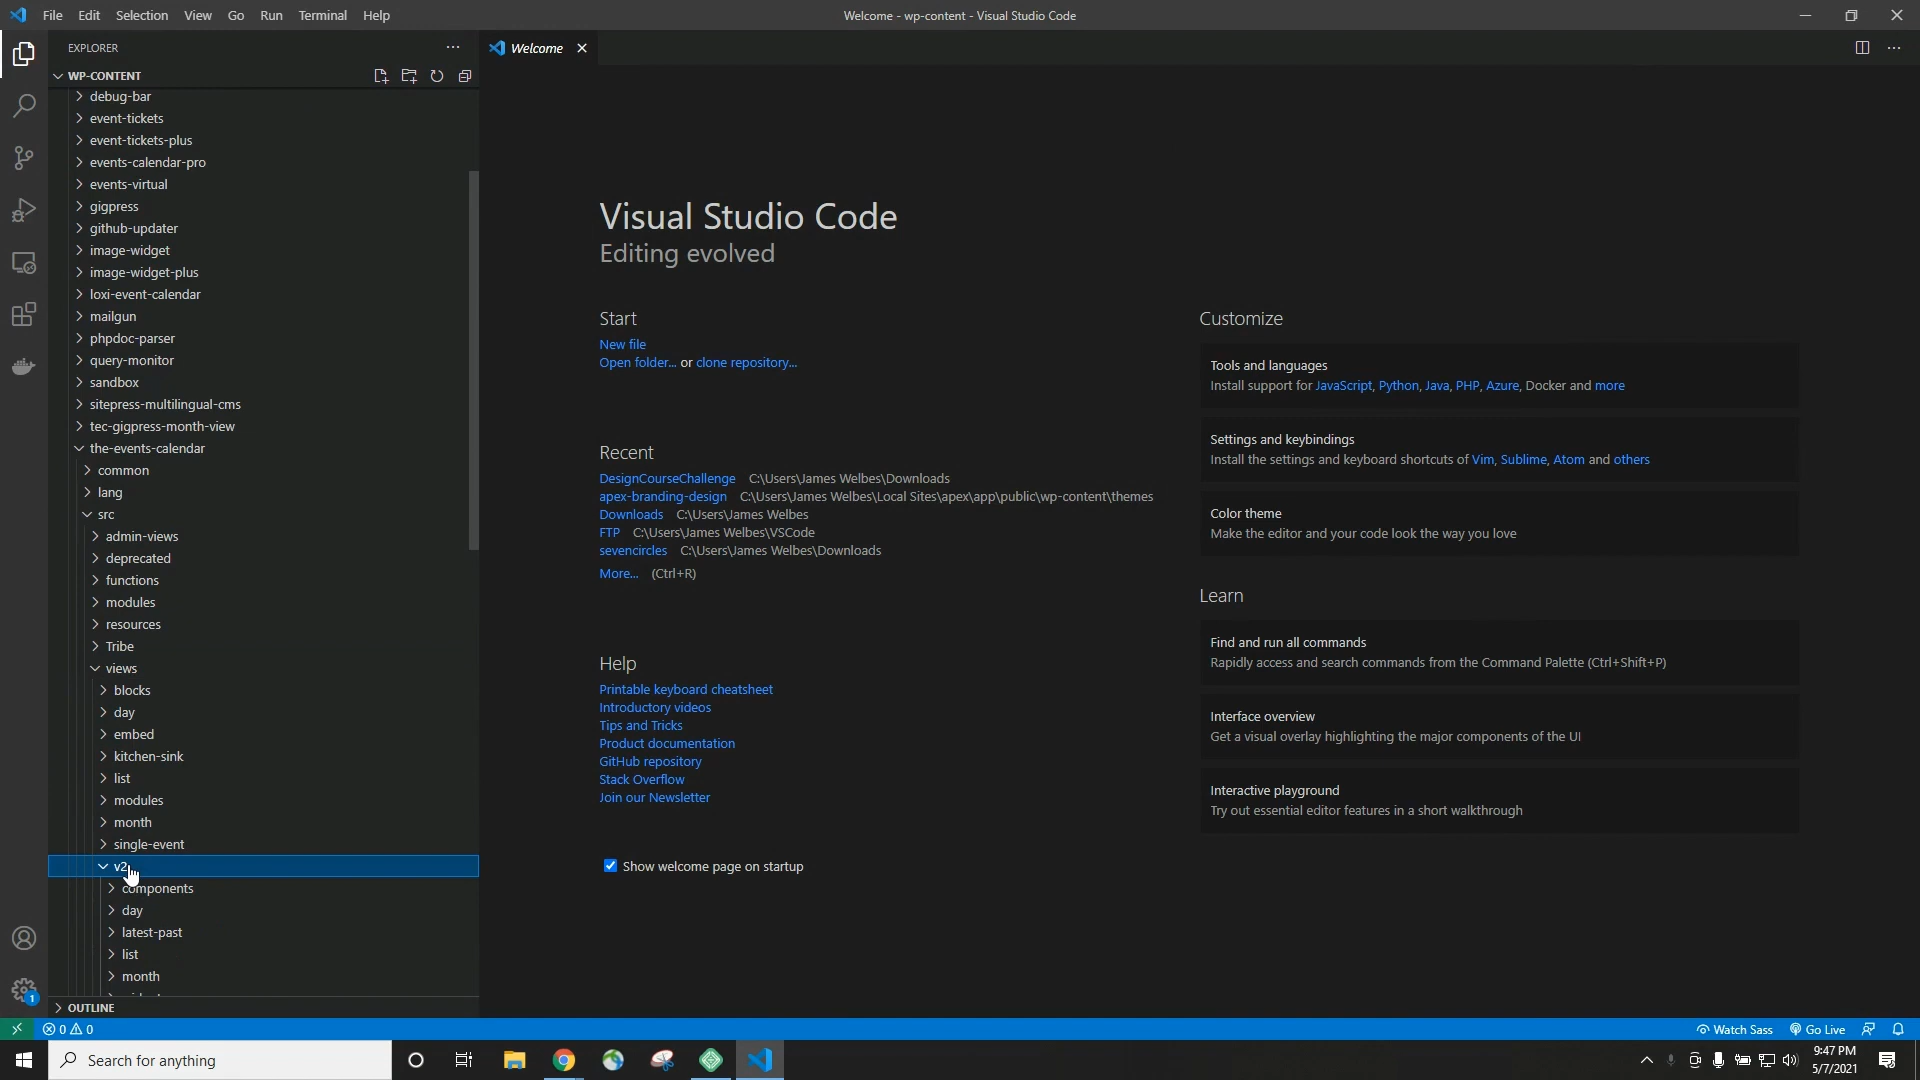 File Edit Selection View Go Run Terminal Help
Welcome - wp-content - Visual Studio Code
EXPLORER
WP-CONTENT
debug-bar
event-tickets
event-tickets-plus
events-calendar-pro
events-virtual
gigpress
github-updater
image-widget
image-widget-plus
loxi-event-calendar
mailgun
phpdoc-parser
query-monitor
sandbox
sitepress-multilingual-cms
tec-gigpress-month-view
the-events-calendar
common
lang
src
admin-views
deprecated
functions
modules
resources
Tribe
views
blocks
day
embed
kitchen-sink
list
modules
month
single-event
v2
components
day
latest-past
list
month
OUTLINE
Welcome
Visual Studio Code
Editing evolved
Start
New file
Open folder... or clone repository...
Recent
DesignCourseChallenge C:\Users\James Welbes\Downloads
apex-branding-design C:\Users\James Welbes\Local Sites\apex\app\public\wp-content\themes
Downloads C:\Users\James Welbes
FTP C:\Users\James Welbes\VSCode
sevencircles C:\Users\James Welbes\Downloads
More... (Ctrl+R)
Help
Printable keyboard cheatsheet
Introductory videos
Tips and Tricks
Product documentation
GitHub repository
Stack Overflow
Join our Newsletter
Show welcome page on startup
Customize
Tools and languages
Install support for JavaScript, Python, Java, PHP, Azure, Docker and more
Settings and keybindings
Install the settings and keyboard shortcuts of Vim, Sublime, Atom and others
Color theme
Make the editor and your code look the way you love
Learn
Find and run all commands
Rapidly access and search commands from the Command Palette (Ctrl+Shift+P)
Interface overview
Get a visual overlay highlighting the major components of the UI
Interactive playground
Try out essential editor features in a short walkthrough
1
0 0
Watch Sass Go Live
Search for anything
9:47 PM
5/7/2021